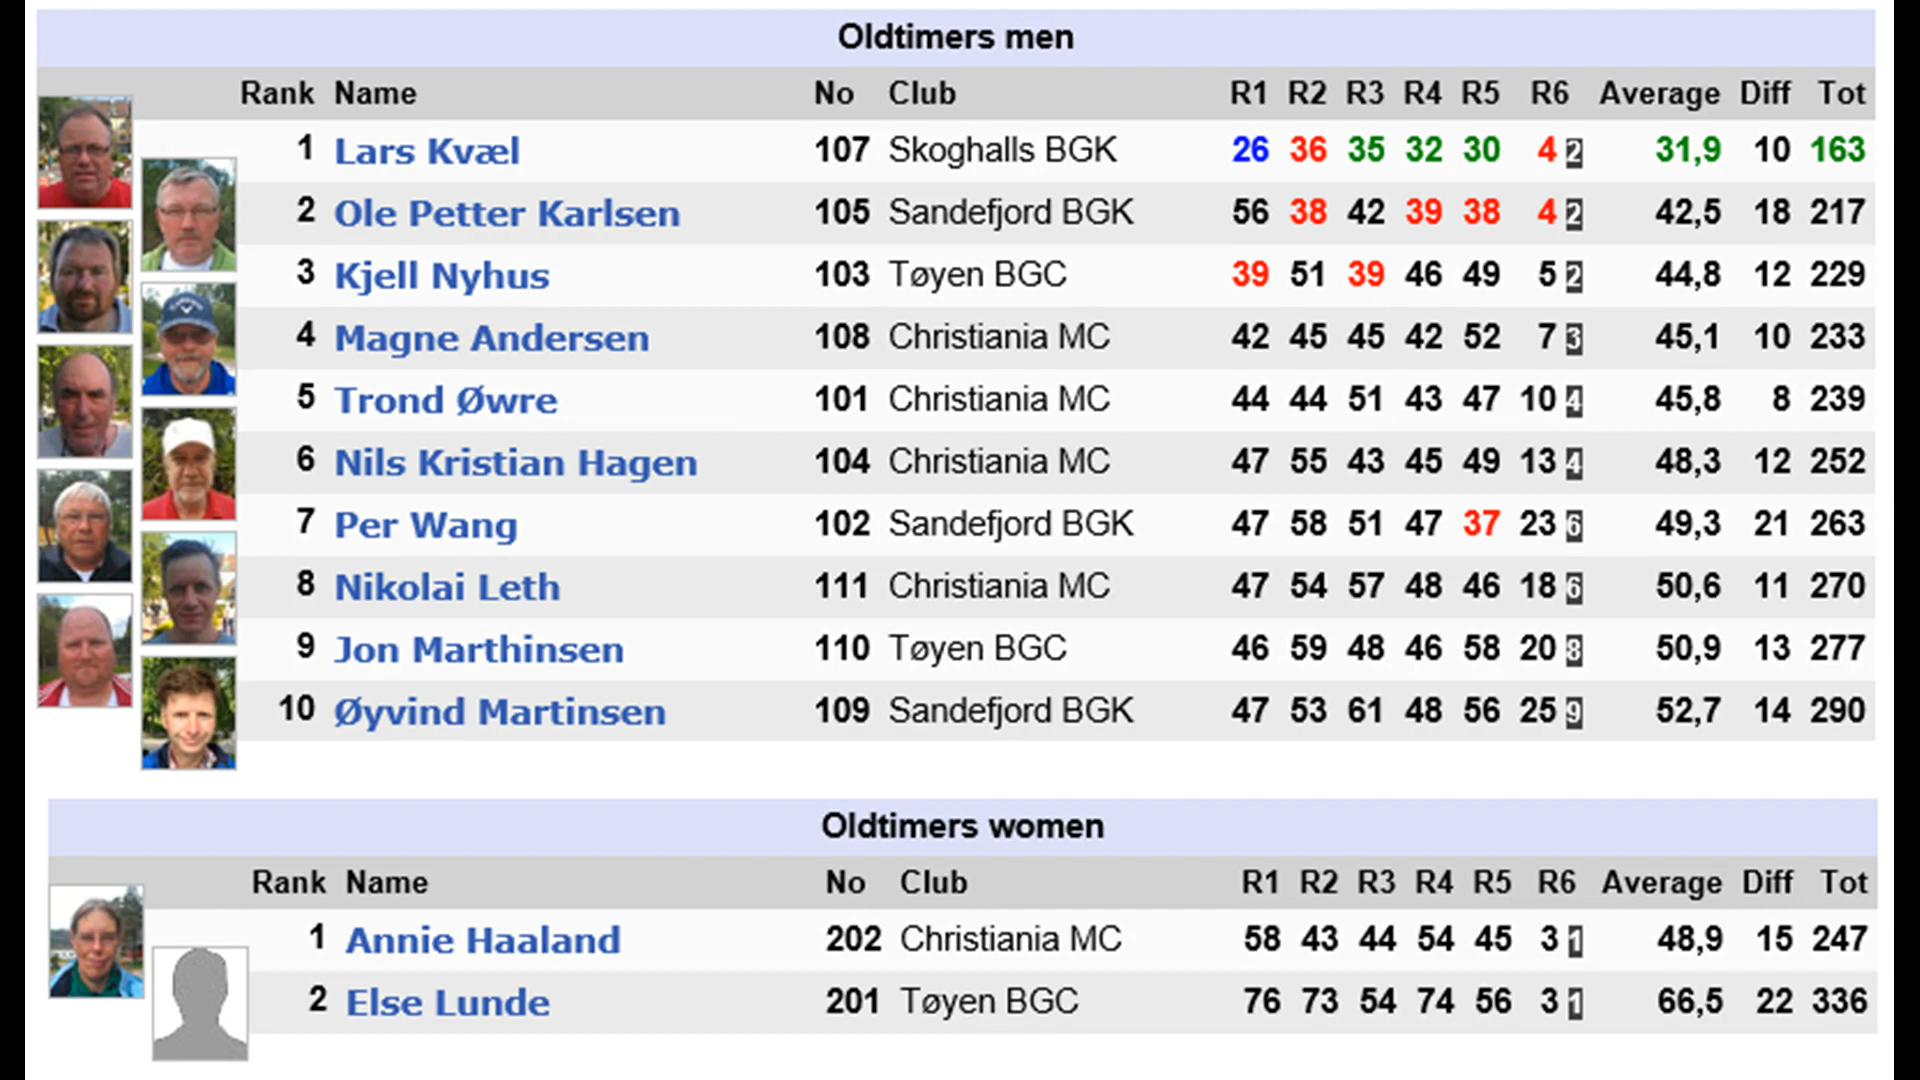 Oldtimers men
Rank Name No Club R1 R2 R3 R4 R5 R6 Average Diff Tot
1 Lars Kvæl 107 Skoghalls BGK 26 36 35 32 30 4 2 31,9 10 163
2 Ole Petter Karlsen 105 Sandefjord BGK 56 38 42 39 38 4 2 42,5 18 217
3 Kjell Nyhus 103 Tøyen BGC 39 51 39 46 49 5 2 44,8 12 229
4 Magne Andersen 108 Christiania MC 42 45 45 42 52 7 3 45,1 10 233
5 Trond Øwre 101 Christiania MC 44 44 51 43 47 10 4 45,8 8 239
6 Nils Kristian Hagen 104 Christiania MC 47 55 43 45 49 13 4 48,3 12 252
7 Per Wang 102 Sandefjord BGK 47 58 51 47 37 23 6 49,3 21 263
8 Nikolai Leth 111 Christiania MC 47 54 57 48 46 18 6 50,6 11 270
9 Jon Marthinsen 110 Tøyen BGC 46 59 48 46 58 20 8 50,9 13 277
10 Øyvind Martinsen 109 Sandefjord BGK 47 53 61 48 56 25 9 52,7 14 290
Oldtimers women
Rank Name No Club R1 R2 R3 R4 R5 R6 Average Diff Tot
1 Annie Haaland 202 Christiania MC 58 43 44 54 45 3 1 48,9 15 247
2 Else Lunde 201 Tøyen BGC 76 73 54 74 56 3 1 66,5 22 336